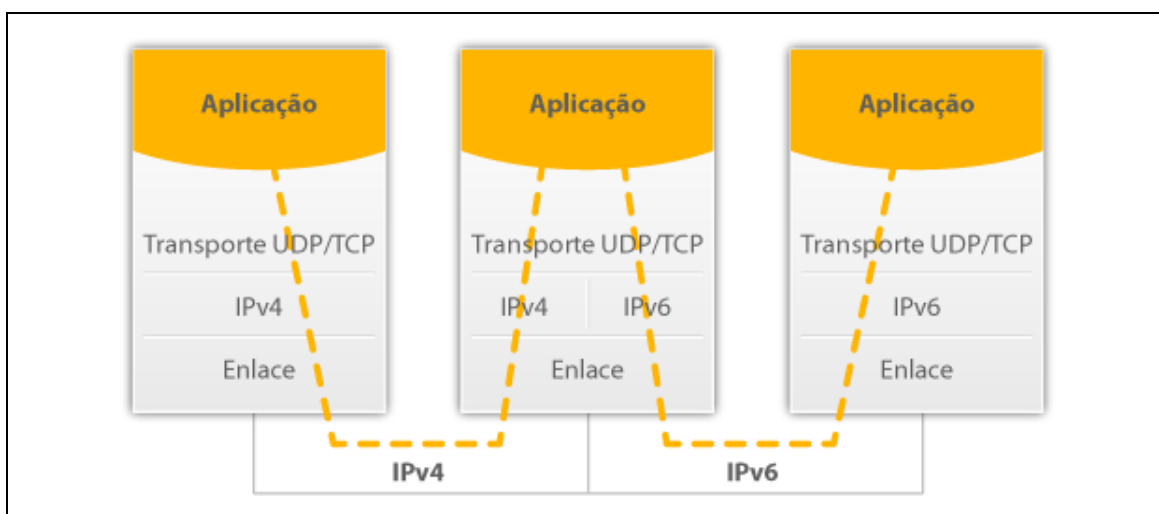 Aplicação
Aplicação
Aplicação
Transporte UDP/TCP
Transporte UDP/TCP
Transporte UDP/TCP
IPv4
IPv4
IPv6
IPv6
Enlace
Enlace
Enlace
IPv4
IPv6